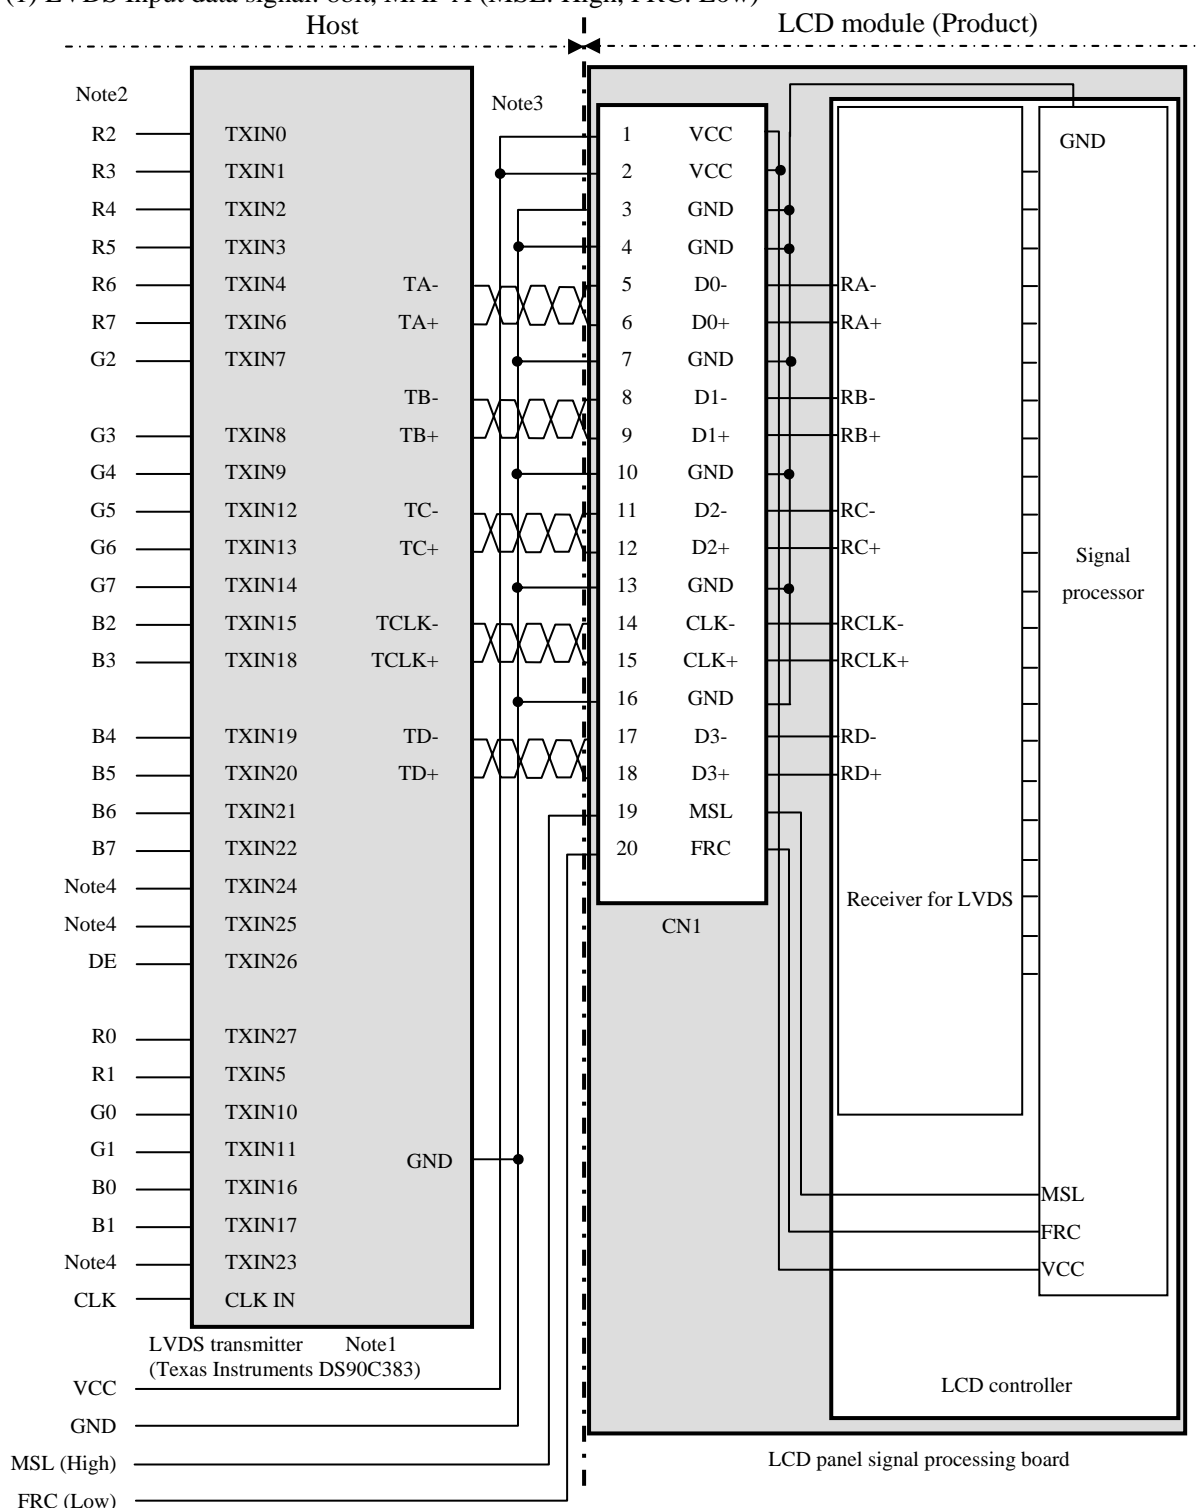 (1) LVDS Input data signal: 8bit, MAP A (MSL: High, FRC: Low)
Host LCD module (Product)
Note2 Note3
R2 TXIN0 1 VCC GND
R3 TXIN1 2 VCC
R4 TXIN2 3 GND
R5 TXIN3 4 GND
R6 TXIN4 TA- 5 D0- RA-
R7 TXIN6 TA+ 6 D0+ RA+
G2 TXIN7 7 GND
TB- 8 D1- RB-
G3 TXIN8 TB+ 9 D1+ RB+
G4 TXIN9 10 GND
G5 TXIN12 TC- 11 D2- RC-
G6 TXIN13 TC+ 12 D2+ RC+ Signal
G7 TXIN14 13 GND processor
B2 TXIN15 TCLK- 14 CLK- RCLK-
B3 TXIN18 TCLK+ 15 CLK+ RCLK+
16 GND
B4 TXIN19 TD- 17 D3- RD-
B5 TXIN20 TD+ 18 D3+ RD+
B6 TXIN21 19 MSL
B7 TXIN22 20 FRC
Note4 TXIN24 Receiver for LVDS
Note4 TXIN25 CN1
DE TXIN26
R0 TXIN27
R1 TXIN5
G0 TXIN10
G1 TXIN11 GND
B0 TXIN16 MSL
B1 TXIN17 FRC
Note4 TXIN23 VCC
CLK CLK IN
LVDS transmitter Note1
(Texas Instruments DS90C383)
VCC LCD controller
GND
MSL (High) LCD panel signal processing board
FRC (Low)